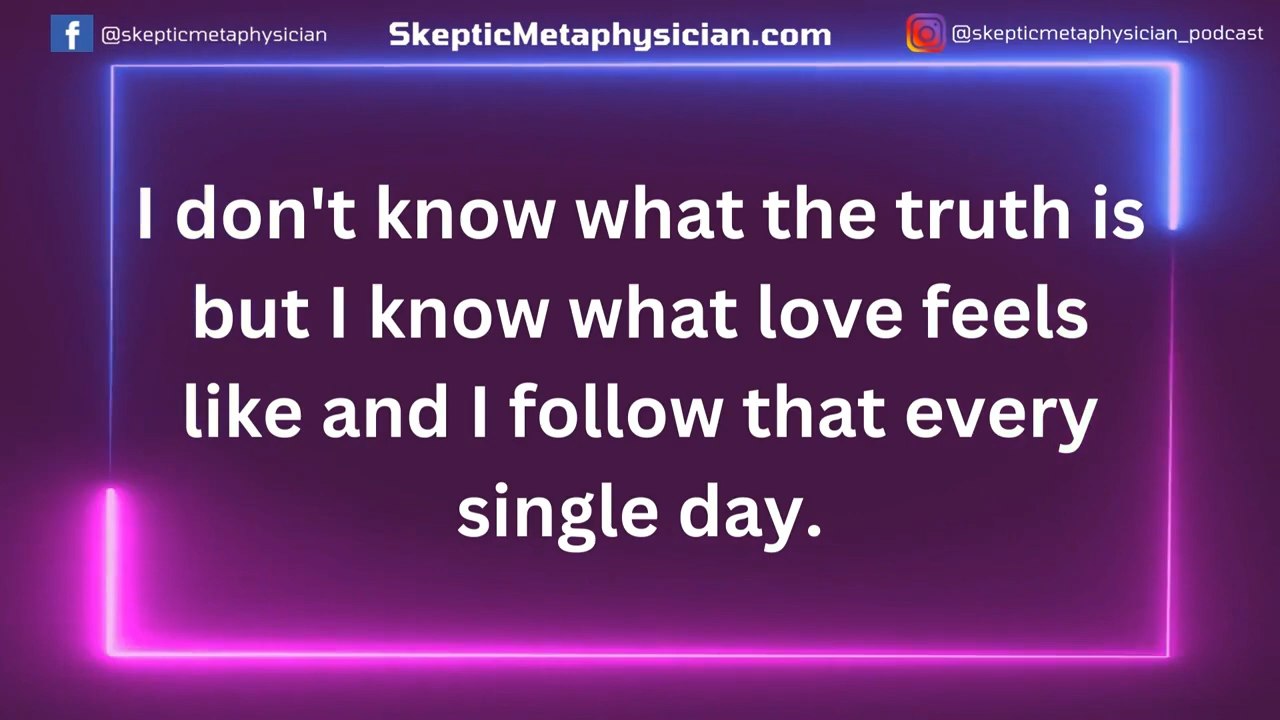 @skepticmetaphysician
SkepticMetaphysician.com
@skepticmetaphysician_podcast
I don't know what the truth is
but I know what love feels
like and I follow that every
single day.